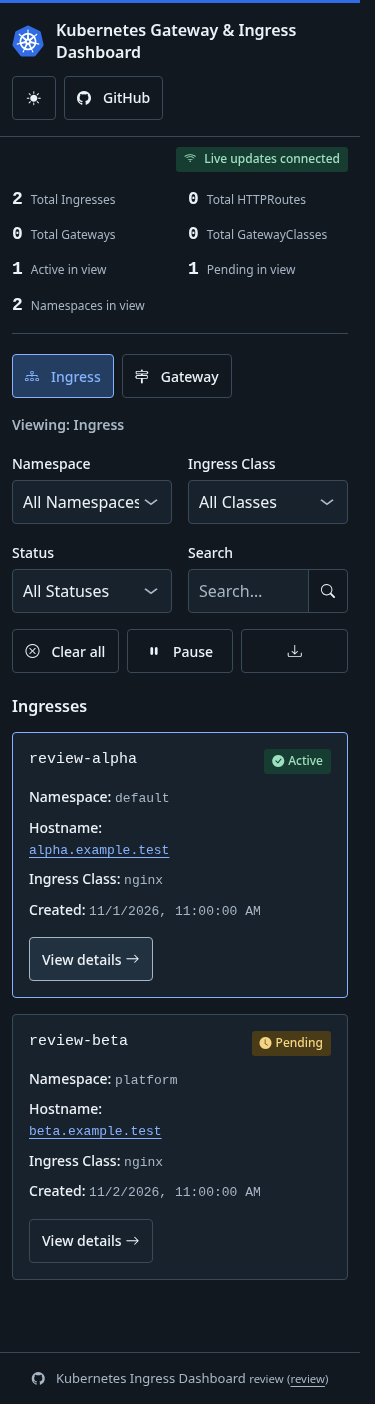 Kubernetes Gateway & Ingress
Dashboard
GitHub
Live updates connected
2 Total Ingresses
0 Total HTTPRoutes
0 Total Gateways
0 Total GatewayClasses
1 Active in view
1 Pending in view
2 Namespaces in view
Ingress
Gateway
Viewing: Ingress
Namespace
Ingress Class
All Namespaces
All Classes
Status
Search
All Statuses
Search...
Clear all
Pause
Ingresses
review-alpha
Active
Namespace: default
Hostname:
alpha.example.test
Ingress Class: nginx
Created: 11/1/2026, 11:00:00 AM
View details →
review-beta
Pending
Namespace: platform
Hostname:
beta.example.test
Ingress Class: nginx
Created: 11/2/2026, 11:00:00 AM
View details →
Kubernetes Ingress Dashboard review (review)